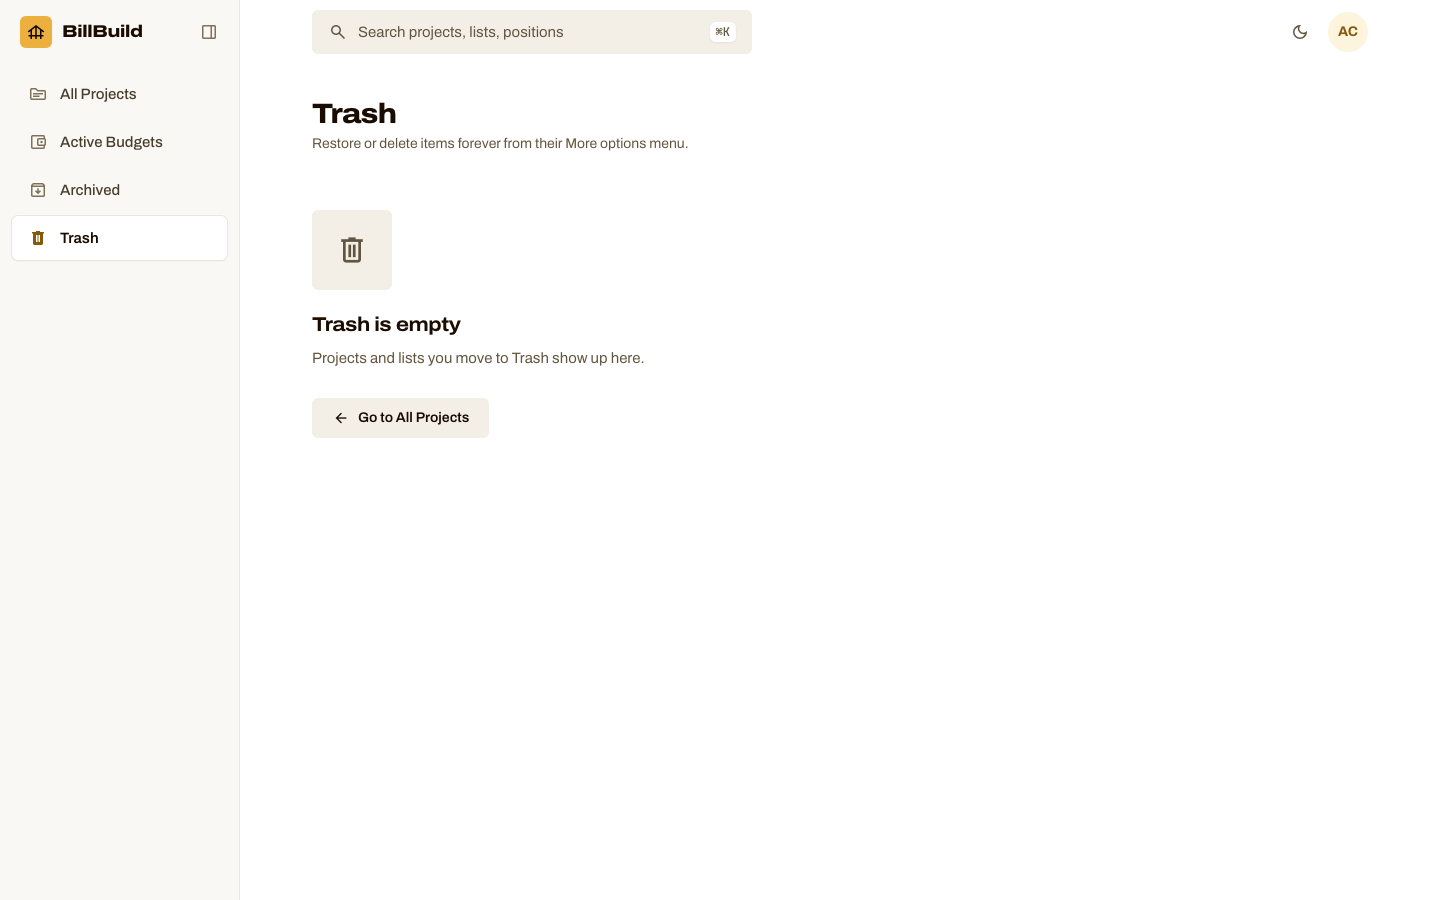 BillBuild
All Projects
Active Budgets
Archived
Trash
Search projects, lists, positions
⌘K
AC
Trash
Restore or delete items forever from their More options menu.
Trash is empty
Projects and lists you move to Trash show up here.
Go to All Projects